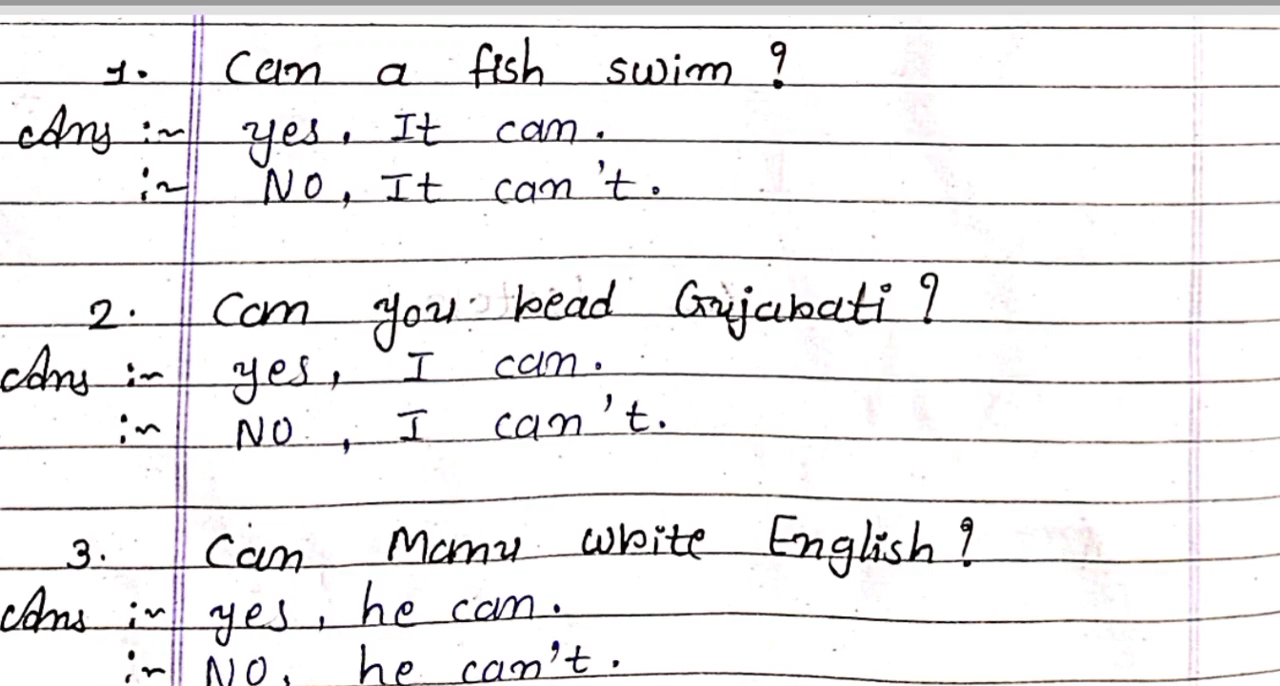 1. Can a fish swim ?
Ans :~ yes, It can.
:~ NO, It can't.
2. Can you read Gujarati ?
Ans :~ yes, I can.
:~ NO, I can't.
3. Can Manu write English ?
Ans :~ yes, he can.
:~ NO, he can't.